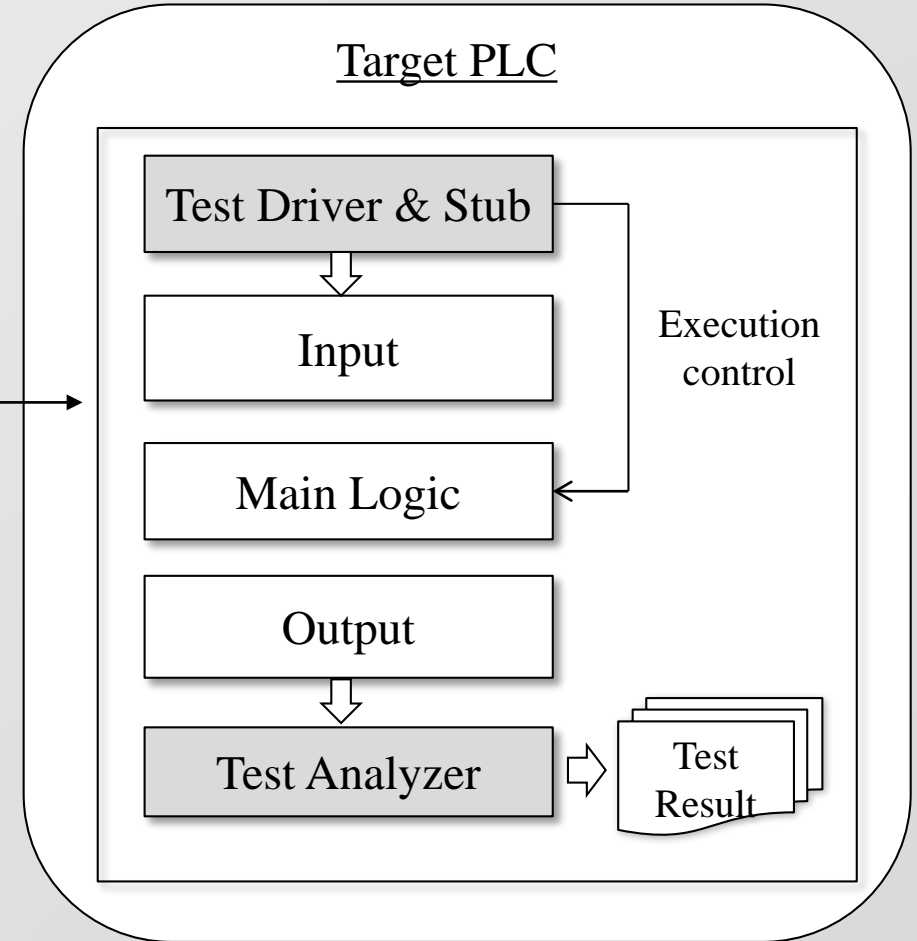 Target PLC
Test Driver & Stub
Input
Execution
control
Main Logic
Output
Test Analyzer
Test
Result